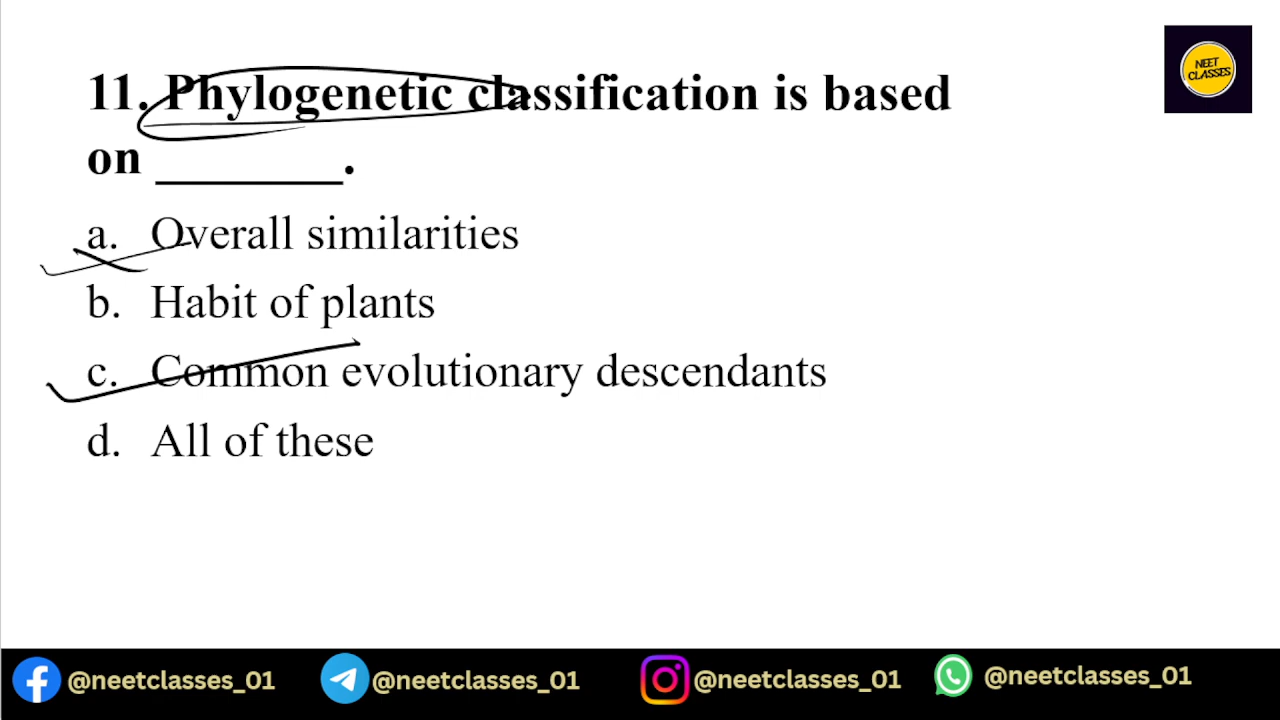 NEET
CLASSES
11. Phylogenetic classification is based
on _______.
a. Overall similarities
b. Habit of plants
c. Common evolutionary descendants
d. All of these
@neetclasses_01 @neetclasses_01 @neetclasses_01 @neetclasses_01